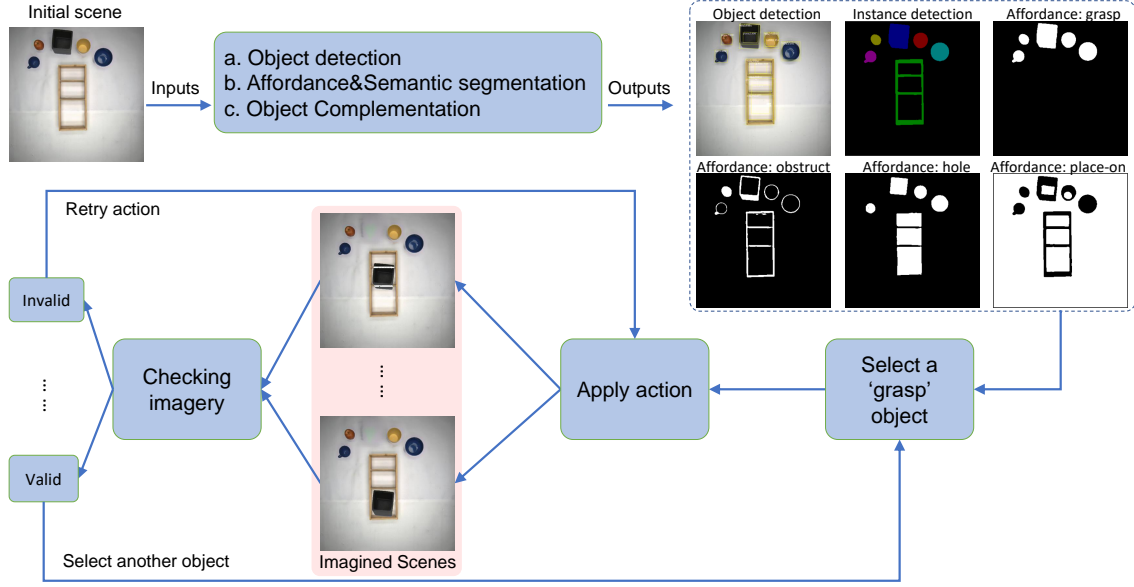 Initial scene
Inputs
a. Object detection
b. Affordance&Semantic segmentation
c. Object Complementation
Outputs
Object detection
Instance detection
Affordance: grasp
Affordance: obstruct
Affordance: hole
Affordance: place-on
Retry action
Invalid
Checking
imagery
Apply action
Select a
‘grasp’
object
Valid
Select another object
Imagined Scenes